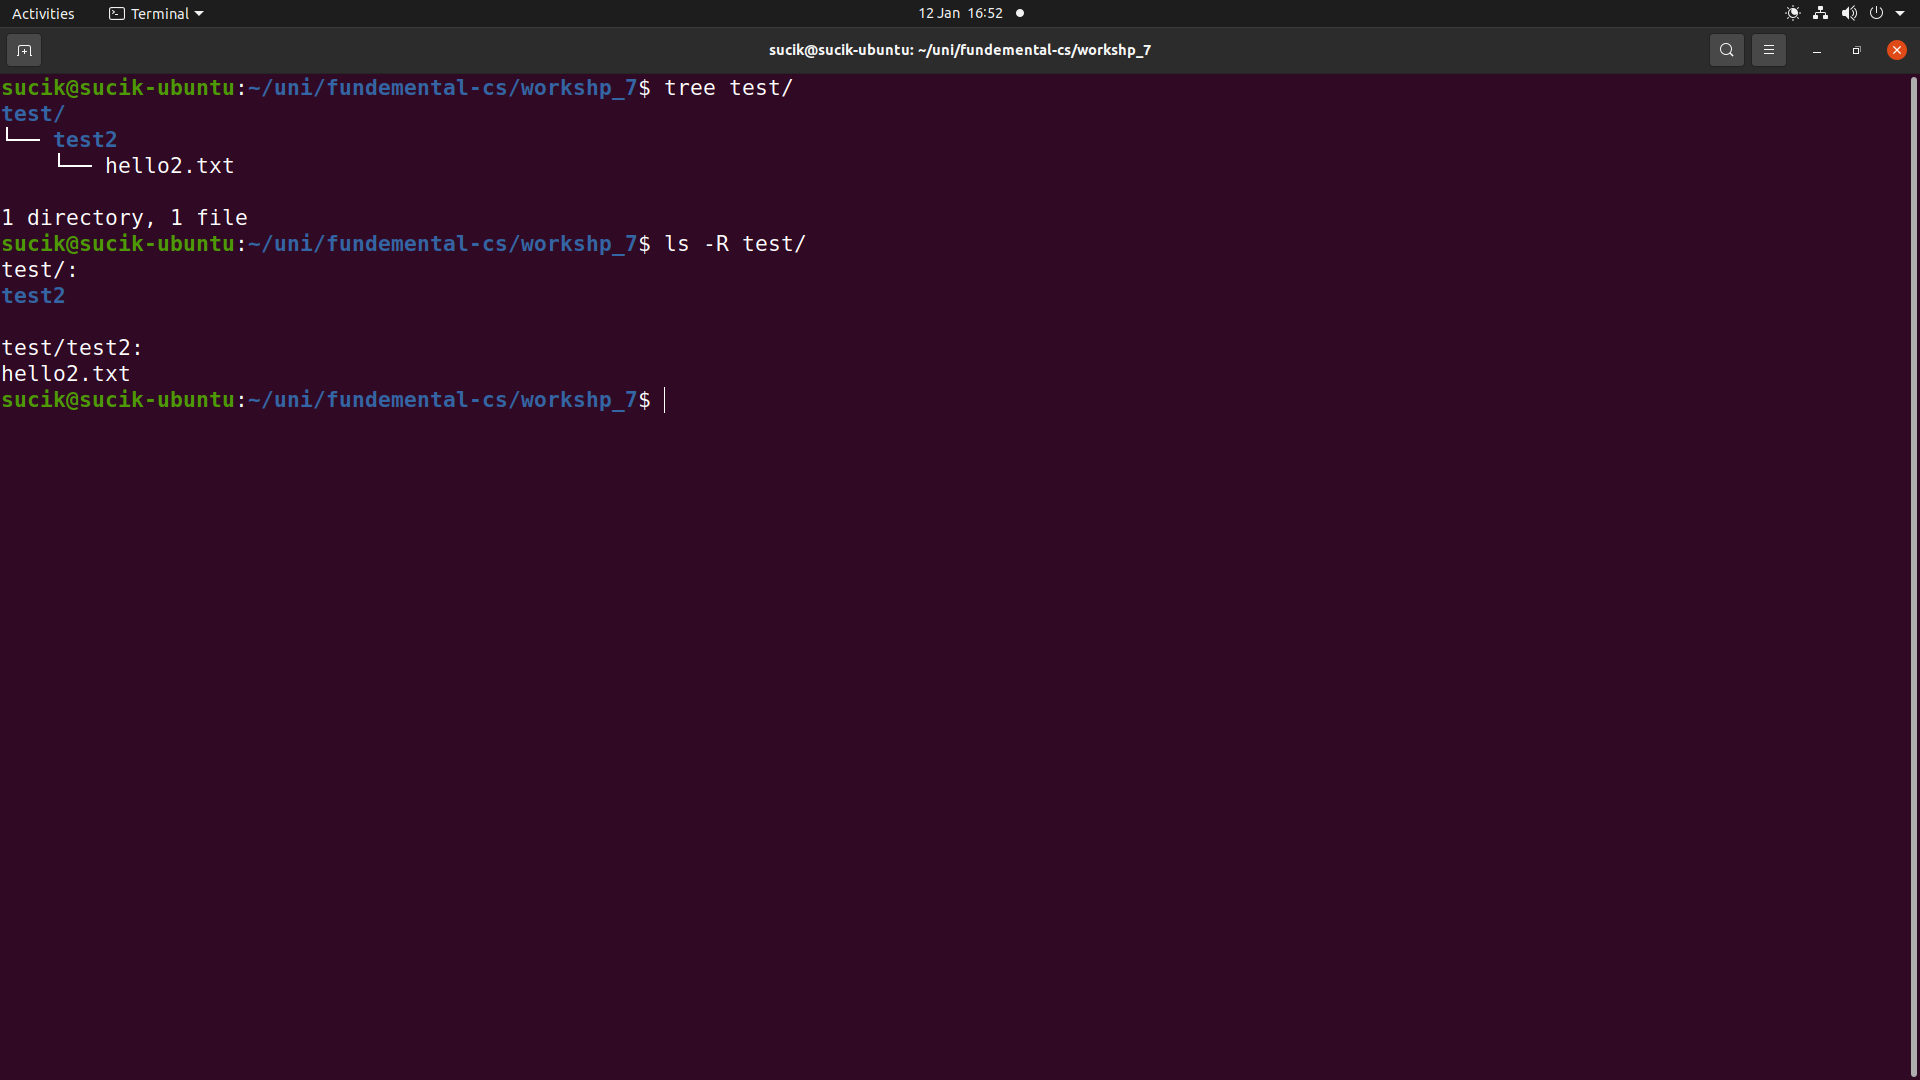 Activities Terminal 12 Jan 16:52
sucik@sucik-ubuntu: ~/uni/fundemental-cs/workshp_7
sucik@sucik-ubuntu:~/uni/fundemental-cs/workshp_7$ tree test/
test/
└── test2
    └── hello2.txt

1 directory, 1 file
sucik@sucik-ubuntu:~/uni/fundemental-cs/workshp_7$ ls -R test/
test/:
test2

test/test2:
hello2.txt
sucik@sucik-ubuntu:~/uni/fundemental-cs/workshp_7$